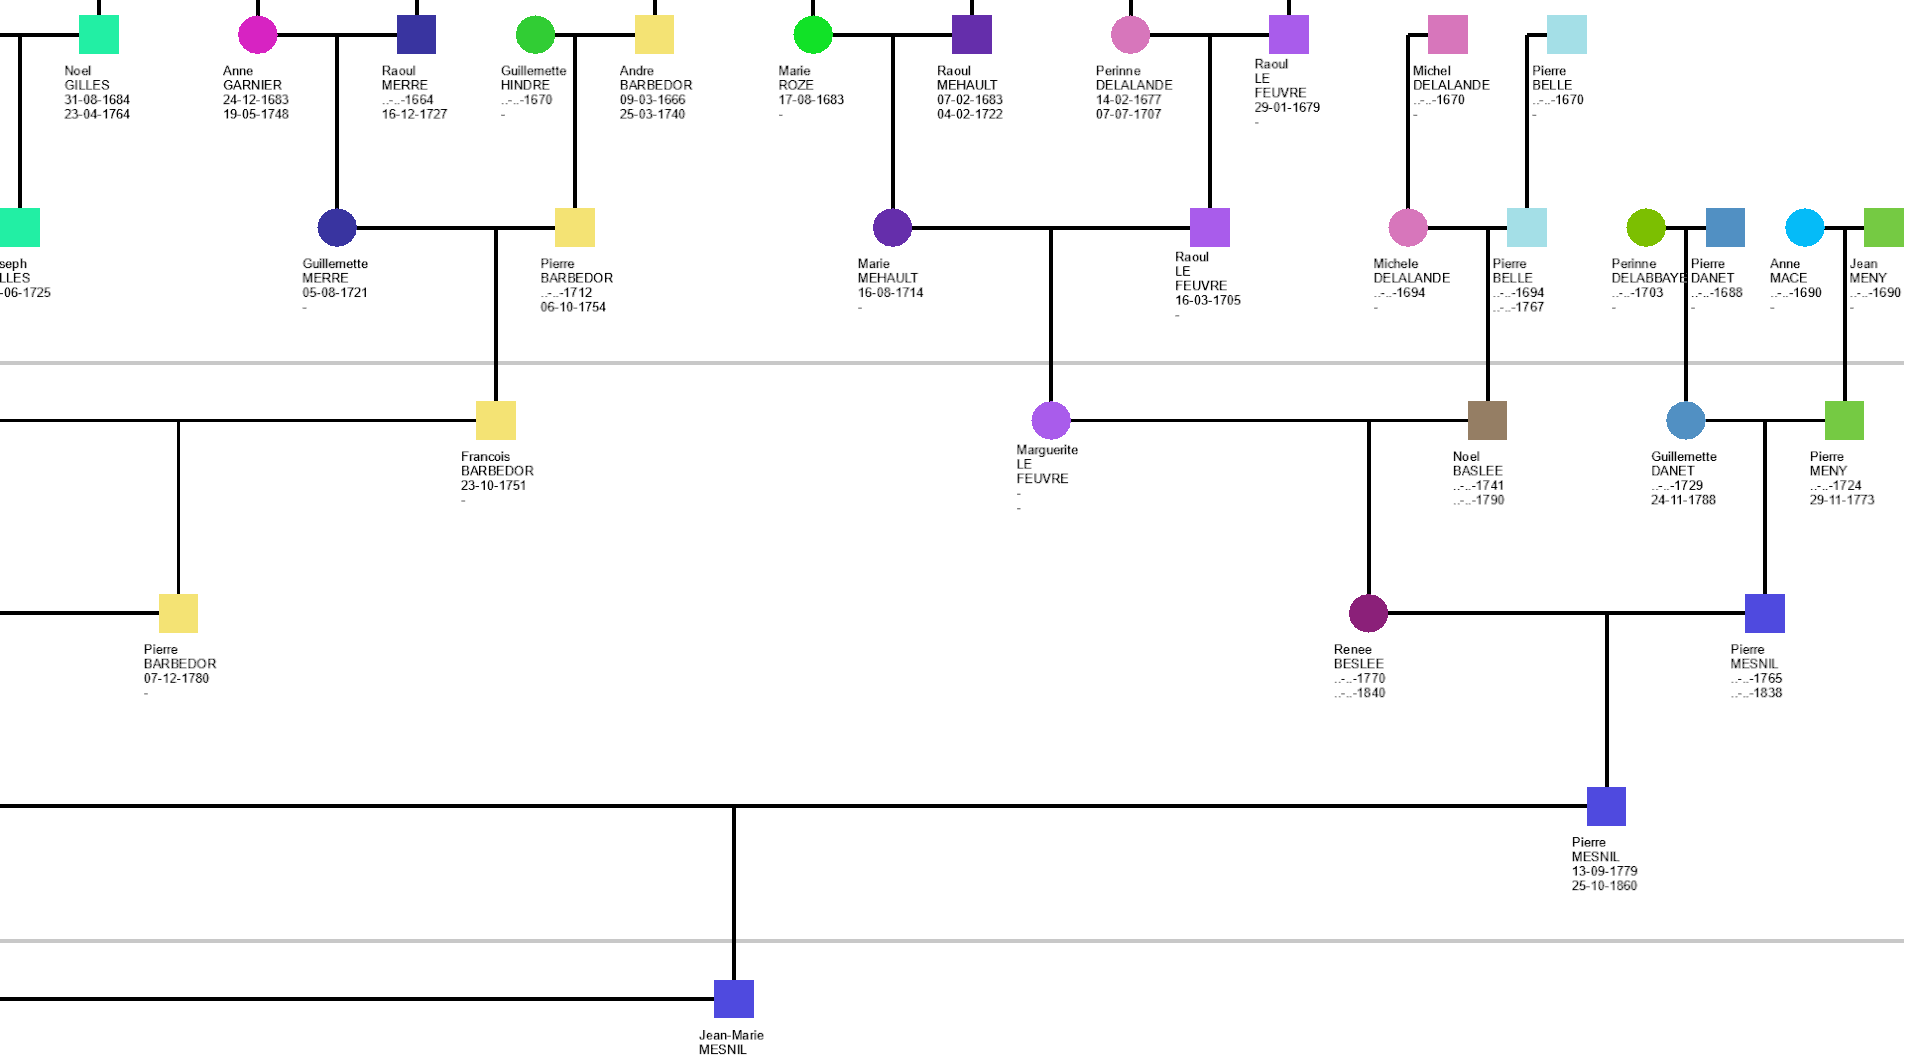 Noel
GILLES
31-08-1684
23-04-1764
Anne
GARNIER
24-12-1683
19-05-1748
Raoul
MERRE
..-..-1664
16-12-1727
Guillemette
HINDRE
..-..-1670
-
Andre
BARBEDOR
09-03-1666
25-03-1740
Marie
ROZE
17-08-1683
-
Raoul
MEHAULT
07-02-1683
04-02-1722
Perinne
DELALANDE
14-02-1677
07-07-1707
Raoul
LE
FEUVRE
29-01-1679
-
Michel
DELALANDE
..-..-1670
-
Pierre
BELLE
..-..-1670
-
seph
LLES
-06-1725
Guillemette
MERRE
05-08-1721
-
Pierre
BARBEDOR
..-..-1712
06-10-1754
Marie
MEHAULT
16-08-1714
-
Raoul
LE
FEUVRE
16-03-1705
-
Michele
DELALANDE
..-..-1694
-
Pierre
BELLE
..-..-1694
..-..-1767
Perinne
DELABBAYE
..-..-1703
-
Pierre
DANET
..-..-1688
-
Anne
MACE
..-..-1690
-
Jean
MENY
..-..-1690
-
Francois
BARBEDOR
23-10-1751
-
Marguerite
LE
FEUVRE
-
-
Noel
BASLEE
..-..-1741
..-..-1790
Guillemette
DANET
..-..-1729
24-11-1788
Pierre
MENY
..-..-1724
29-11-1773
Pierre
BARBEDOR
07-12-1780
-
Renee
BESLEE
..-..-1770
..-..-1840
Pierre
MESNIL
..-..-1765
..-..-1838
Pierre
MESNIL
13-09-1779
25-10-1860
Jean-Marie
MESNIL